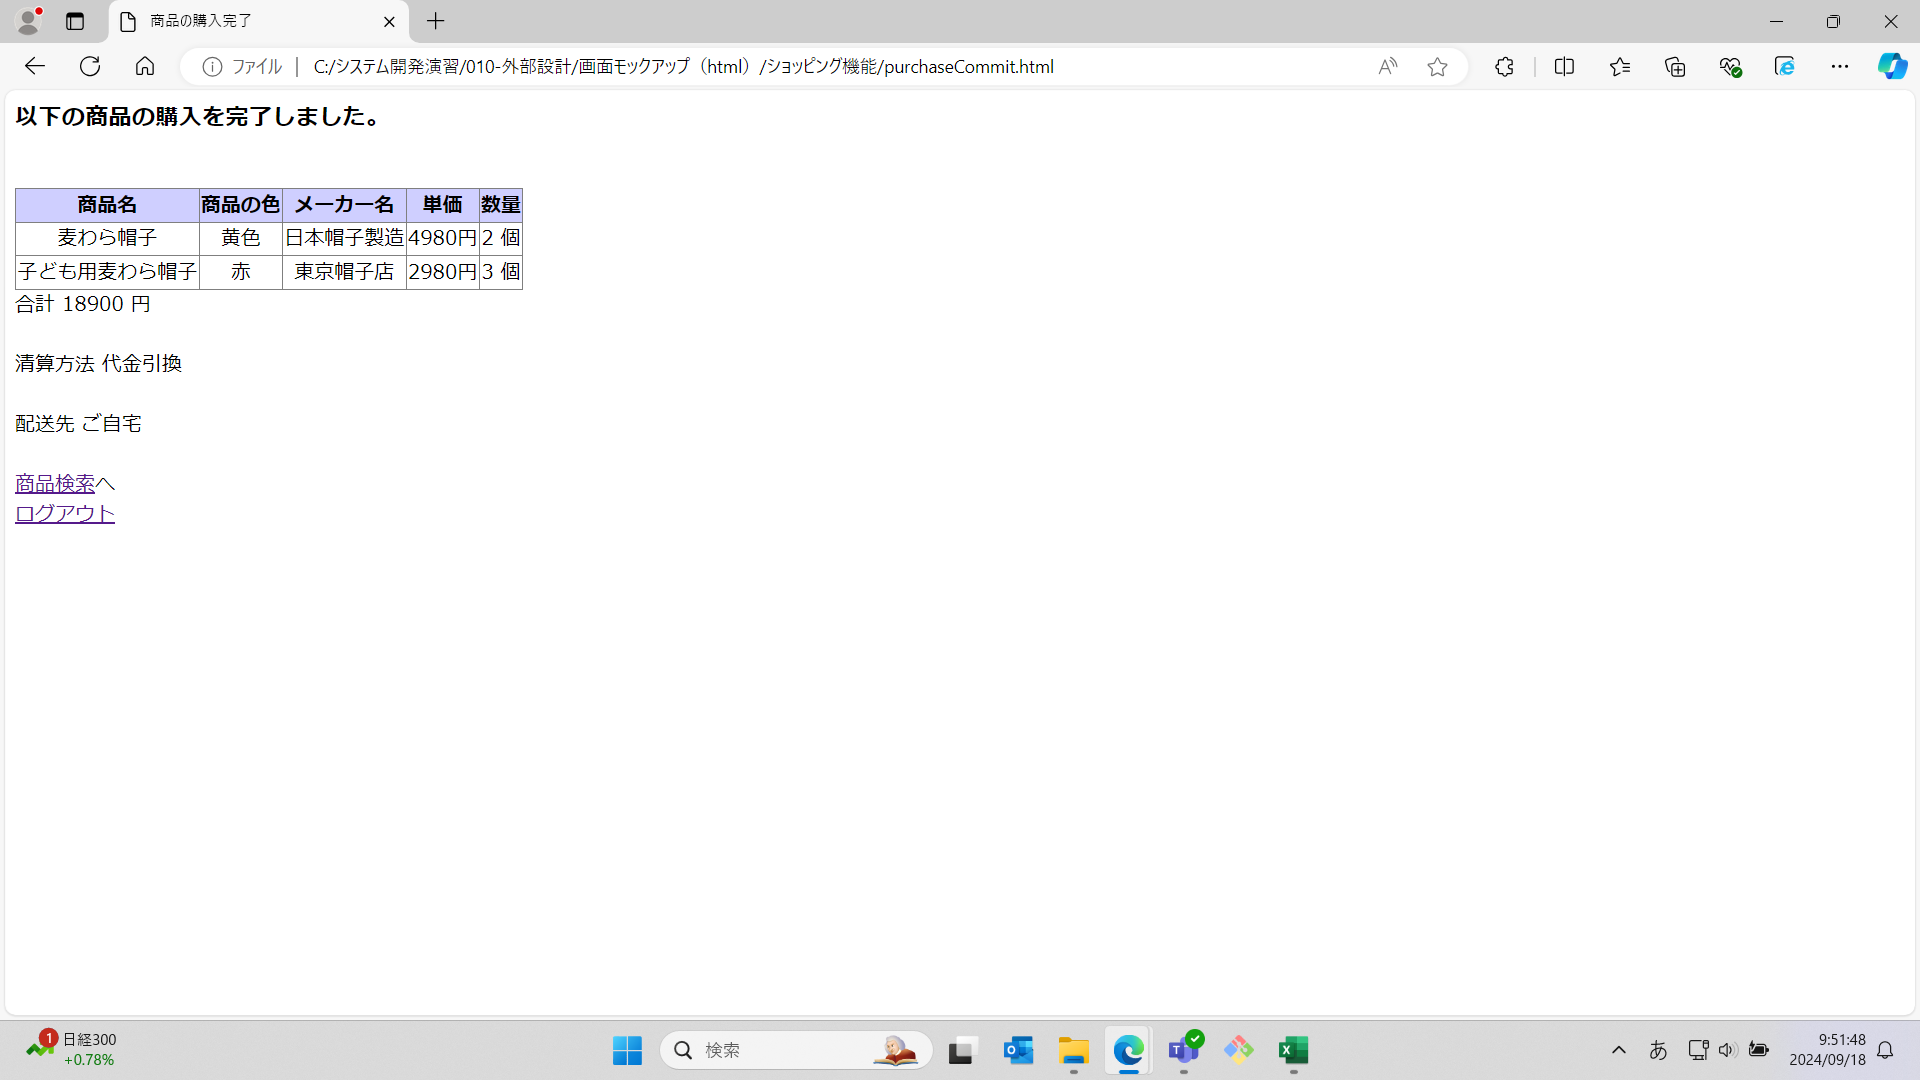 商品の購入完了
ファイル | C:/システム開発演習/010-外部設計/画面モックアップ（html）/ショッピング機能/purchaseCommit.html
以下の商品の購入を完了しました。
商品名 商品の色 メーカー名 単価 数量
麦わら帽子 黄色 日本帽子製造 4980円 2 個
子ども用麦わら帽子 赤 東京帽子店 2980円 3 個
合計 18900 円
清算方法 代金引換
配送先 ご自宅
商品検索へ
ログアウト
1 日経300
+0.78%
検索
あ
9:51:48
2024/09/18